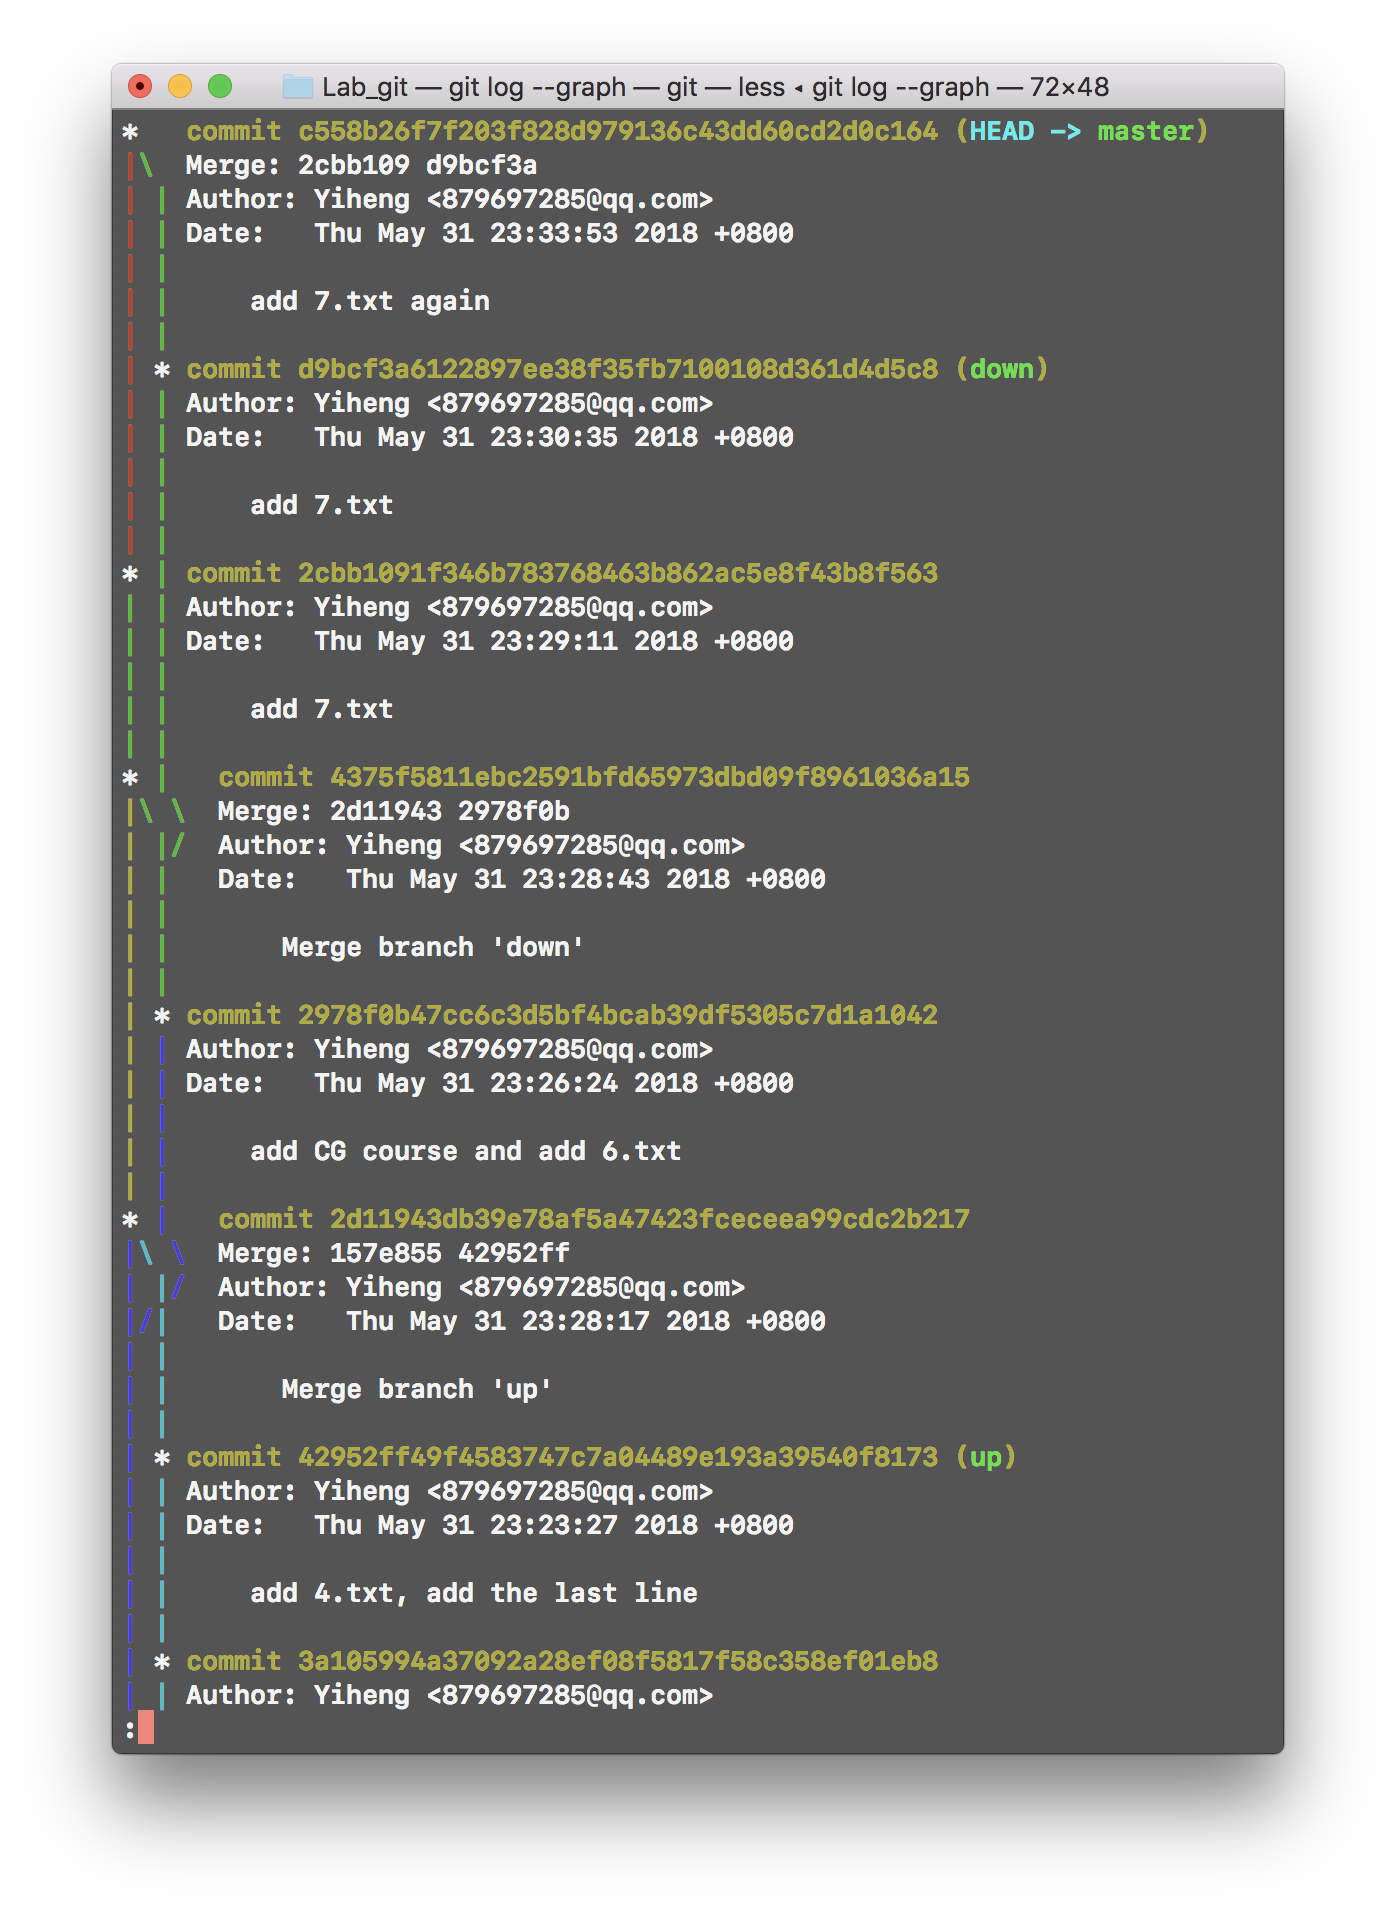 Lab_git — git log --graph — git — less ◂ git log --graph — 72×48
*   commit c558b26f7f203f828d979136c43dd60cd2d0c164 (HEAD -> master)
|\  Merge: 2cbb109 d9bcf3a
| | Author: Yiheng <879697285@qq.com>
| | Date:   Thu May 31 23:33:53 2018 +0800
| |
| |     add 7.txt again
| |
| * commit d9bcf3a6122897ee38f35fb7100108d361d4d5c8 (down)
| | Author: Yiheng <879697285@qq.com>
| | Date:   Thu May 31 23:30:35 2018 +0800
| |
| |     add 7.txt
| |
* | commit 2cbb1091f346b783768463b862ac5e8f43b8f563
| | Author: Yiheng <879697285@qq.com>
| | Date:   Thu May 31 23:29:11 2018 +0800
| |
| |     add 7.txt
| |
* |   commit 4375f5811ebc2591bfd65973dbd09f8961036a15
|\ \  Merge: 2d11943 2978f0b
| |/  Author: Yiheng <879697285@qq.com>
| |   Date:   Thu May 31 23:28:43 2018 +0800
| |
| |       Merge branch 'down'
| |
| * commit 2978f0b47cc6c3d5bf4bcab39df5305c7d1a1042
| | Author: Yiheng <879697285@qq.com>
| | Date:   Thu May 31 23:26:24 2018 +0800
| |
| |     add CG course and add 6.txt
| |
* |   commit 2d11943db39e78af5a47423fceceea99cdc2b217
|\ \  Merge: 157e855 42952ff
| |/  Author: Yiheng <879697285@qq.com>
|/|   Date:   Thu May 31 23:28:17 2018 +0800
| |
| |       Merge branch 'up'
| |
| * commit 42952ff49f4583747c7a04489e193a39540f8173 (up)
| | Author: Yiheng <879697285@qq.com>
| | Date:   Thu May 31 23:23:27 2018 +0800
| |
| |     add 4.txt, add the last line
| |
| * commit 3a105994a37092a28ef08f5817f58c358ef01eb8
| | Author: Yiheng <879697285@qq.com>
: